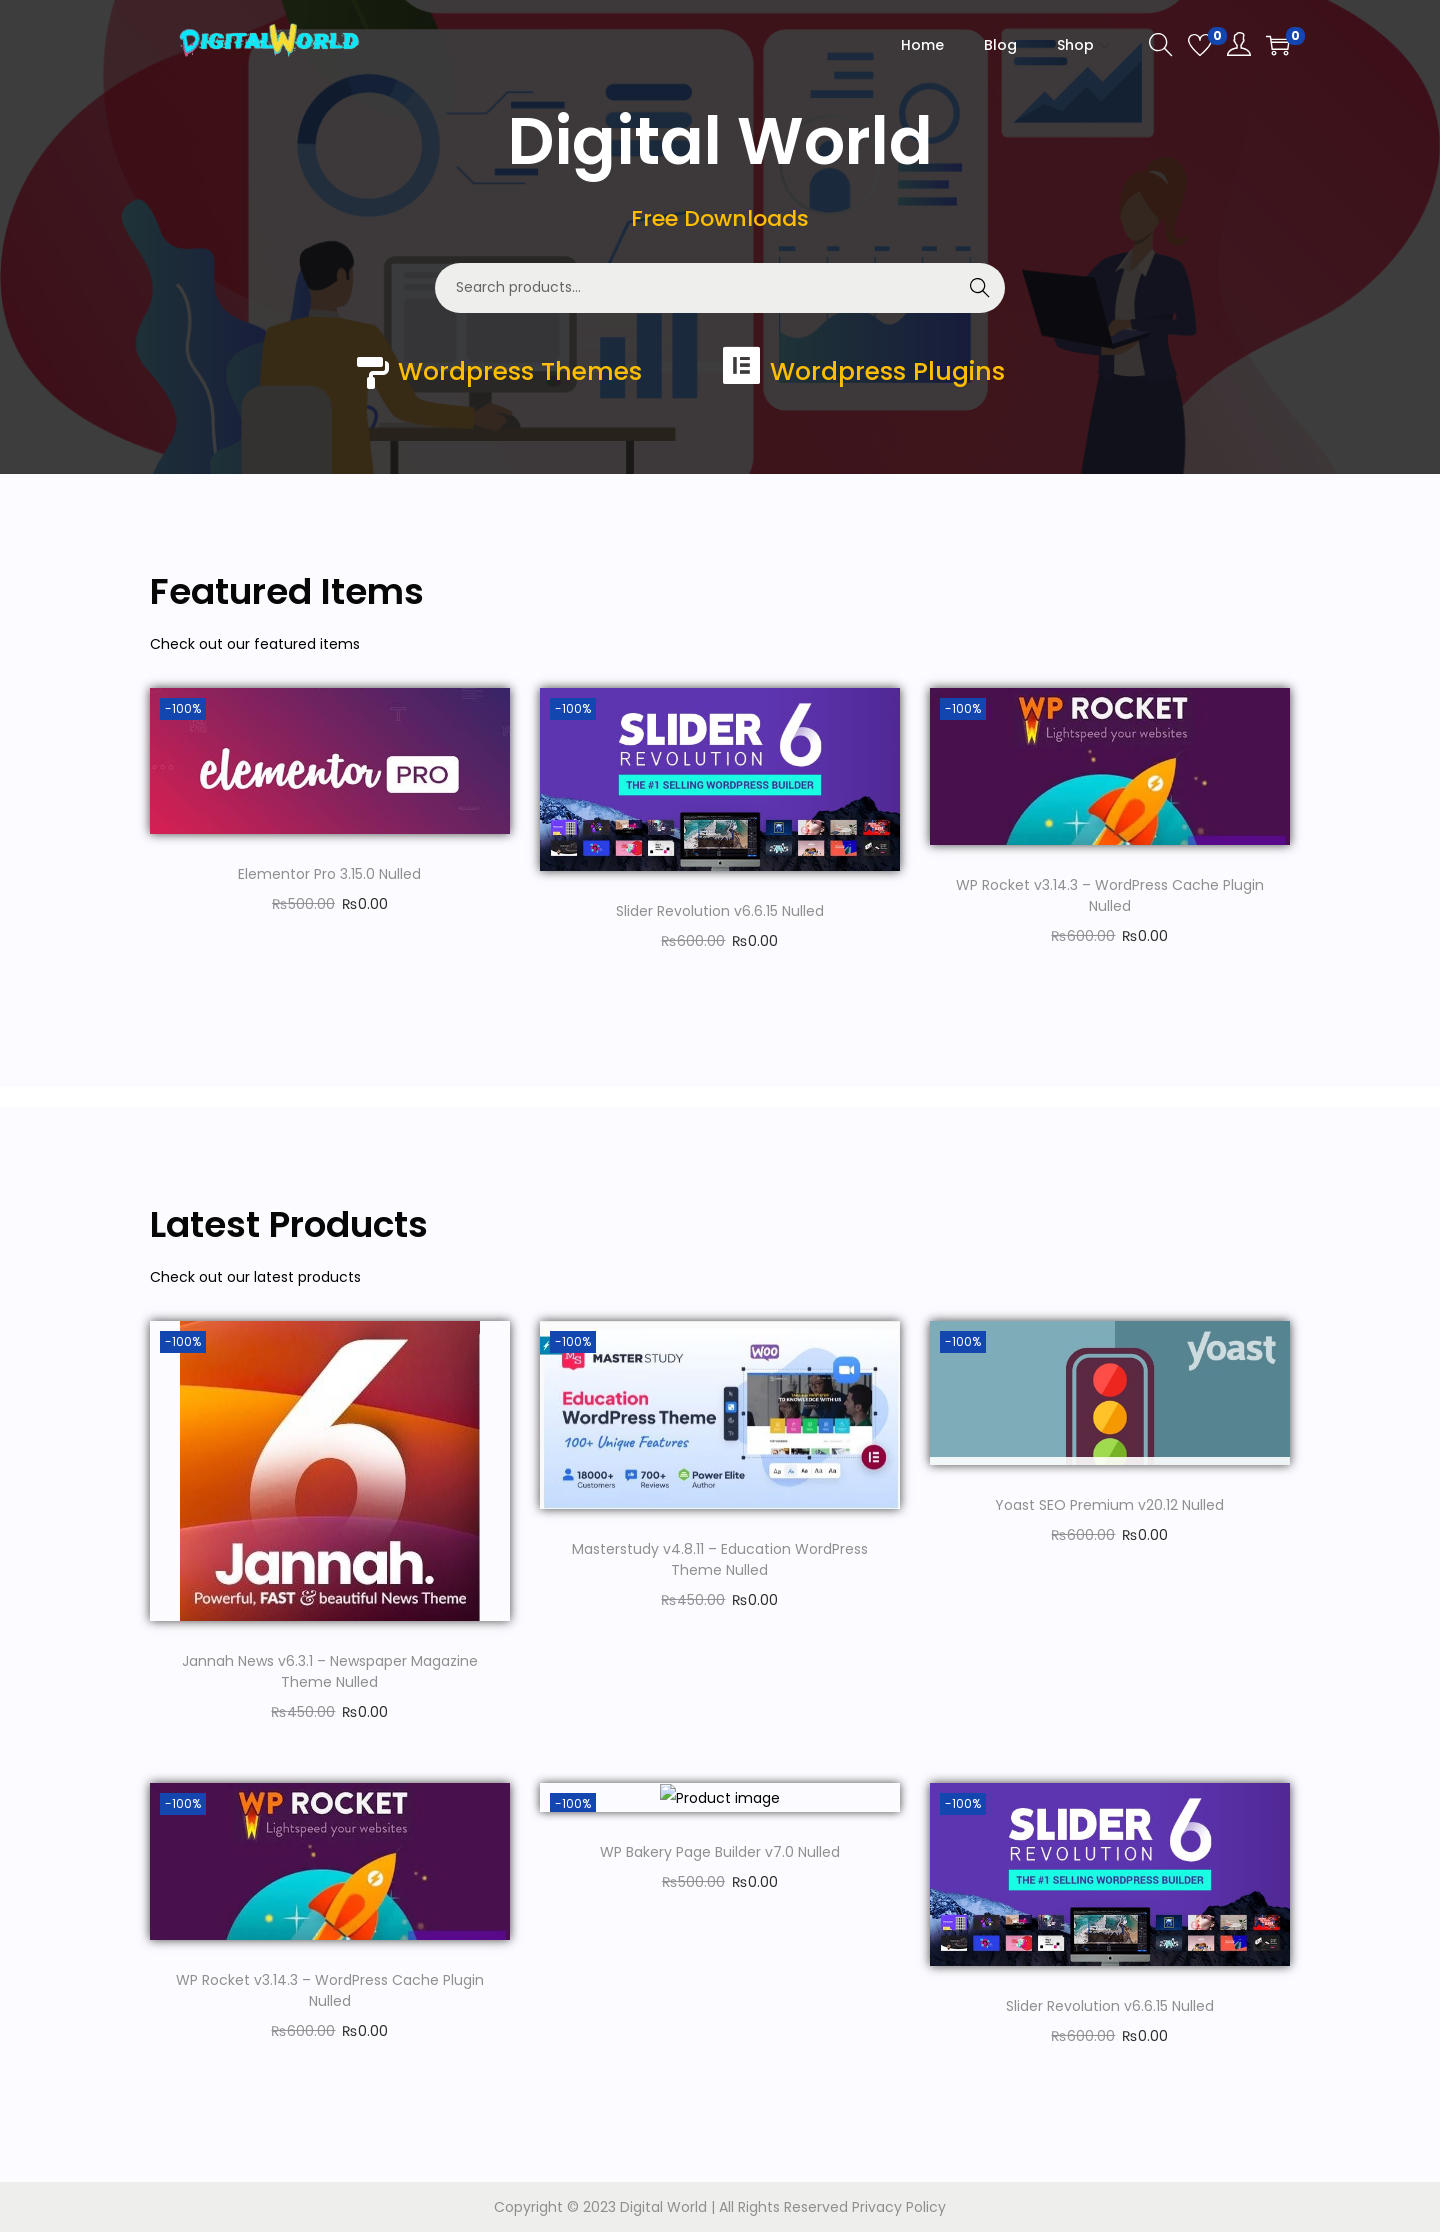 DIGITALWORLD
Home
Blog
Shop
0
0
Digital World
Free Downloads
Search products...
Wordpress Themes
Wordpress Plugins
Featured Items
Check out our featured items
-100%
elementor PRO
Elementor Pro 3.15.0 Nulled
₨500.00 ₨0.00
-100%
SLIDER 6
REVOLUTION
THE #1 SELLING WORDPRESS BUILDER
Slider Revolution v6.6.15 Nulled
₨600.00 ₨0.00
-100%
WP ROCKET
Lightspeed your websites
WP Rocket v3.14.3 – WordPress Cache Plugin
Nulled
₨600.00 ₨0.00
Latest Products
Check out our latest products
-100%
6
Jannah.
Powerful, FAST & beautiful News Theme
Jannah News v6.3.1 – Newspaper Magazine
Theme Nulled
₨450.00 ₨0.00
-100%
MS MASTERSTUDY
WOO
Education
WordPress Theme
100+ Unique Features
18000+
Customers
700+
Reviews
Power Elite
Author
Aa Aa Aa Aa Aa
Masterstudy v4.8.11 – Education WordPress
Theme Nulled
₨450.00 ₨0.00
-100%
yoast
Yoast SEO Premium v20.12 Nulled
₨600.00 ₨0.00
-100%
WP ROCKET
Lightspeed your websites
WP Rocket v3.14.3 – WordPress Cache Plugin
Nulled
₨600.00 ₨0.00
-100%
Product image
WP Bakery Page Builder v7.0 Nulled
₨500.00 ₨0.00
-100%
SLIDER 6
REVOLUTION
THE #1 SELLING WORDPRESS BUILDER
Slider Revolution v6.6.15 Nulled
₨600.00 ₨0.00
Copyright © 2023 Digital World | All Rights Reserved Privacy Policy